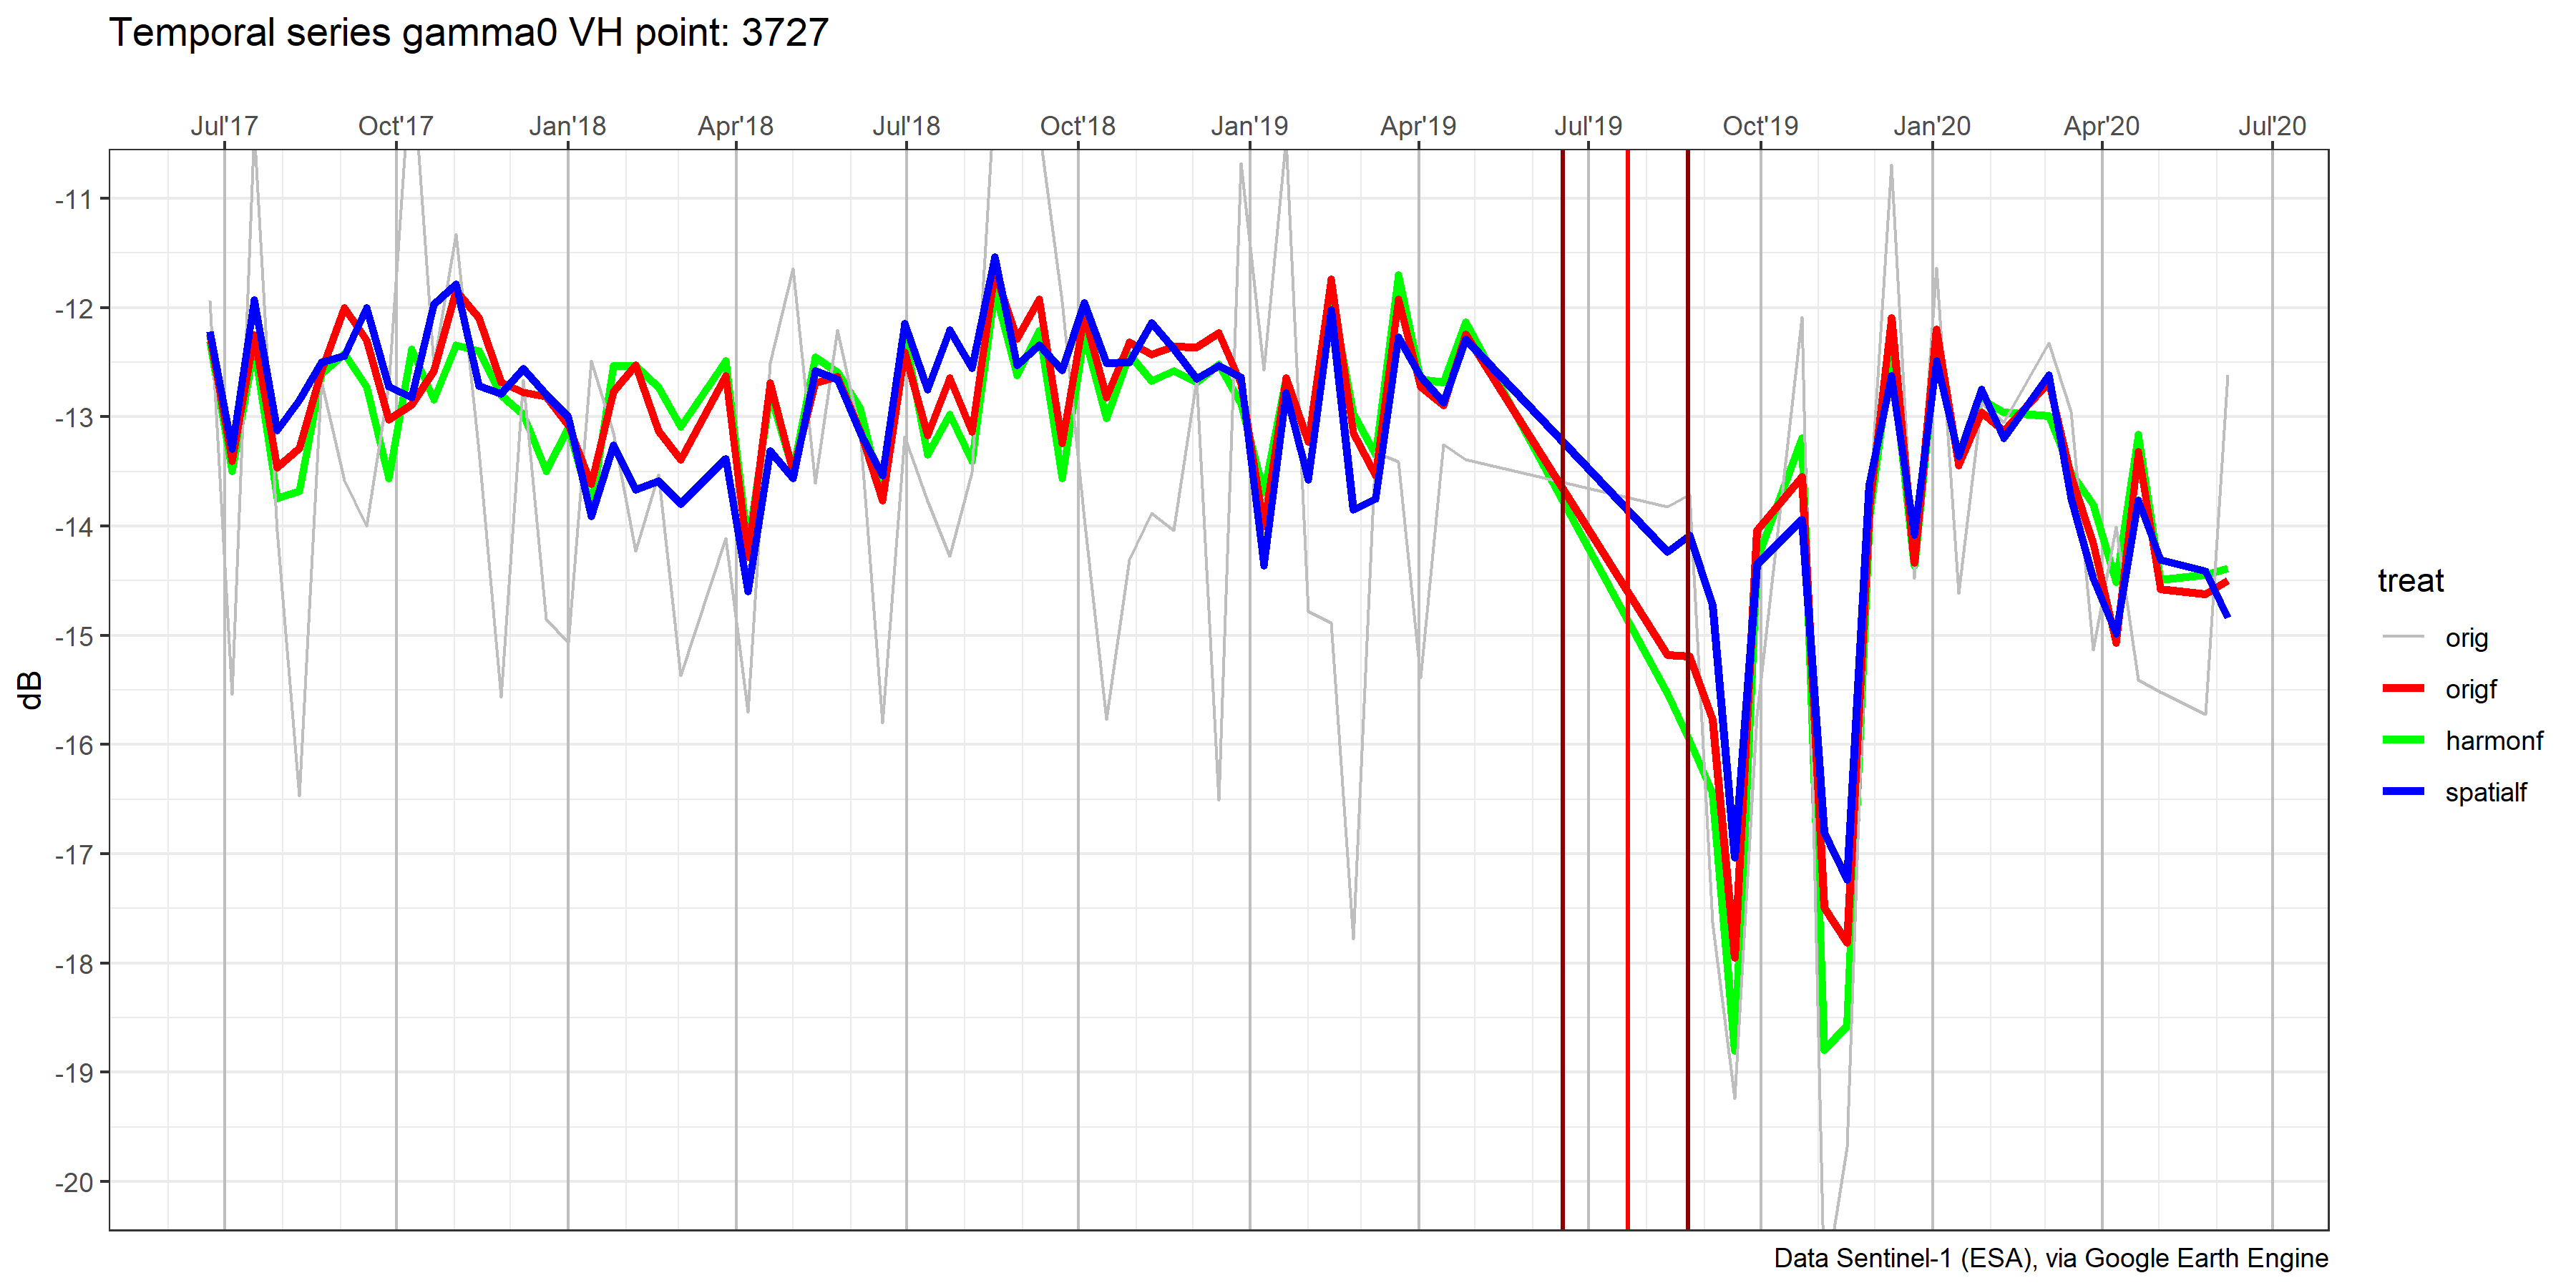 Temporal series gamma0 VH point: 3727
Jul'17 Oct'17 Jan'18 Apr'18 Jul'18 Oct'18 Jan'19 Apr'19 Jul'19 Oct'19 Jan'20 Apr'20 Jul'20
-11
-12
-13
-14
-15
-16
-17
-18
-19
-20
dB
treat
orig
origf
harmonf
spatialf
Data Sentinel-1 (ESA), via Google Earth Engine